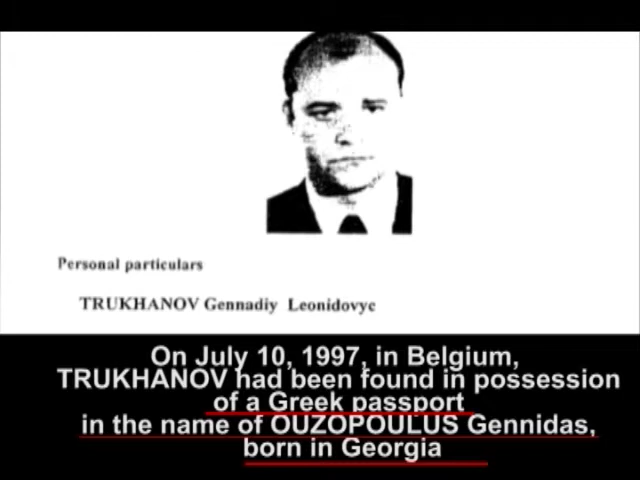 Personal particulars
TRUKHANOV Gennadiy Leonidovyc
On July 10, 1997, in Belgium,
TRUKHANOV had been found in possession
of a Greek passport
in the name of OUZOPOULUS Gennidas,
born in Georgia